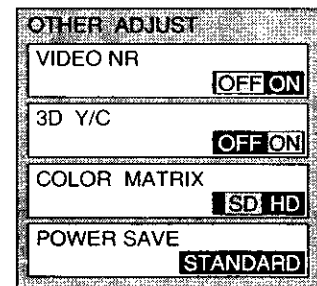 OTHER ADJUST
VIDEO NR
OFF ON
3D Y/C
OFF ON
COLOR MATRIX
SD HD
POWER SAVE
STANDARD